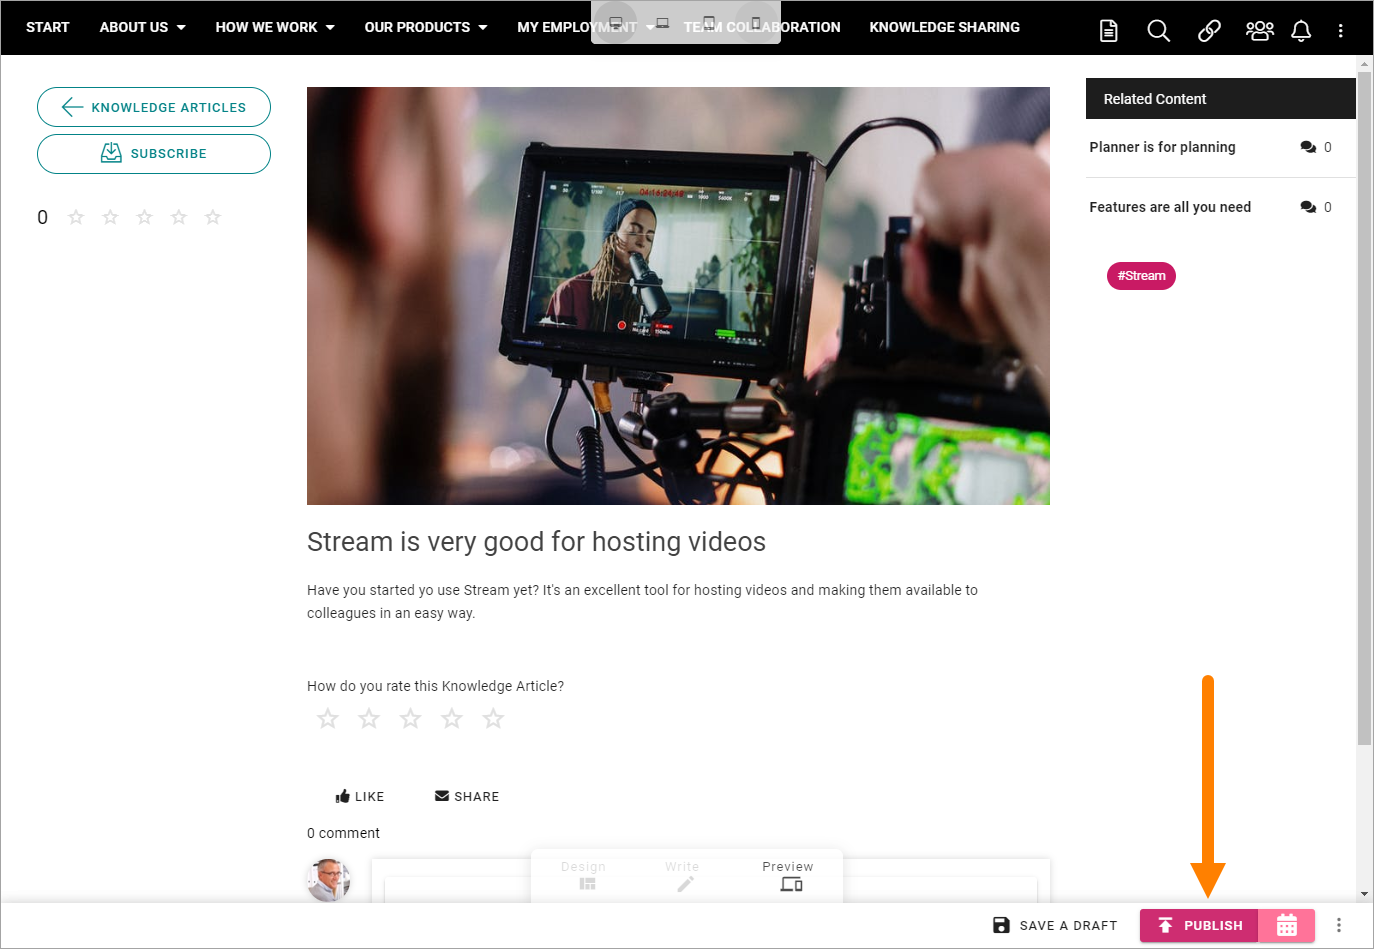 START ABOUT US HOW WE WORK OUR PRODUCTS MY EMPLOYMENT TEAM COLLABORATION KNOWLEDGE SHARING
KNOWLEDGE ARTICLES
SUBSCRIBE
0
04:16:24:
5600K
Stream is very good for hosting videos
Have you started yo use Stream yet? It's an excellent tool for hosting videos and making them available to
colleagues in an easy way.
How do you rate this Knowledge Article?
LIKE SHARE
0 comment
Related Content
Planner is for planning 0
Features are all you need 0
#Stream
Design Write Preview
SAVE A DRAFT PUBLISH